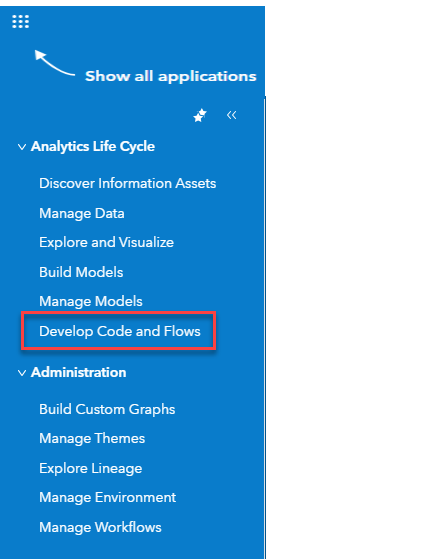 Show all applications
Analytics Life Cycle
Discover Information Assets
Manage Data
Explore and Visualize
Build Models
Manage Models
Develop Code and Flows
Administration
Build Custom Graphs
Manage Themes
Explore Lineage
Manage Environment
Manage Workflows